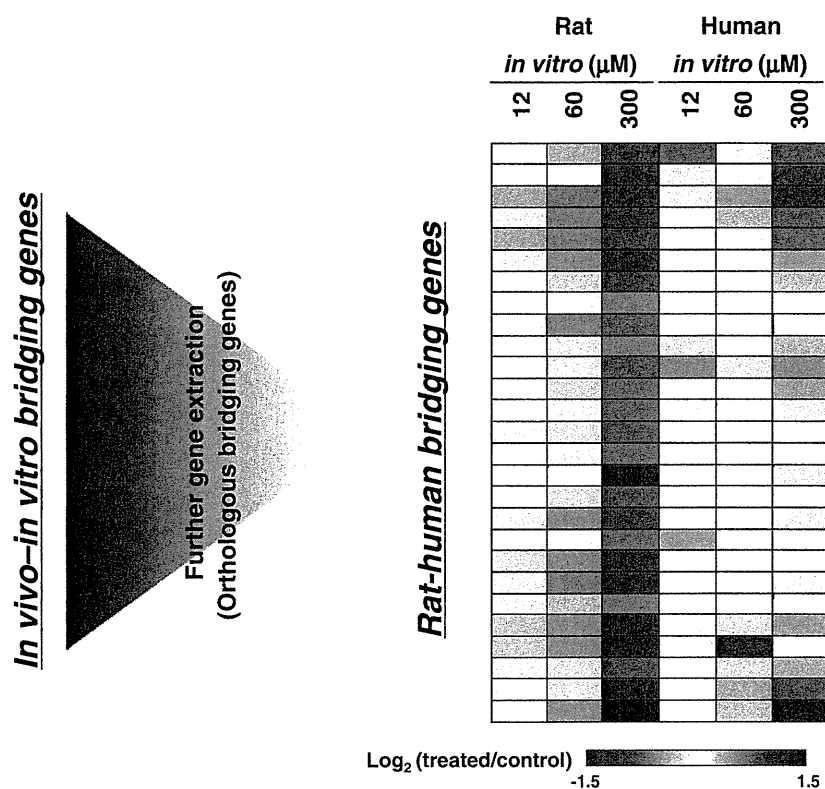 Rat Human
in vitro (μM) in vitro (μM)
12 60 300 12 60 300
In vivo–in vitro bridging genes
Further gene extraction
(Orthologous bridging genes)
Rat-human bridging genes
Log2 (treated/control)
-1.5 1.5